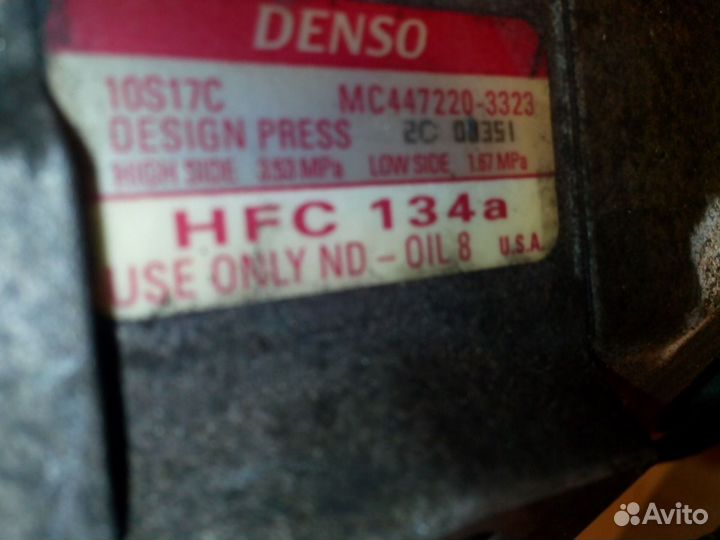 DENSO
10S17C MC447220-3323
DESIGN PRESS 2C 08351
HIGH SIDE 3.53 MPa LOW SIDE 1.67 MPa
HFC 134a
USE ONLY ND-OIL 8 U.S.A.
Avito